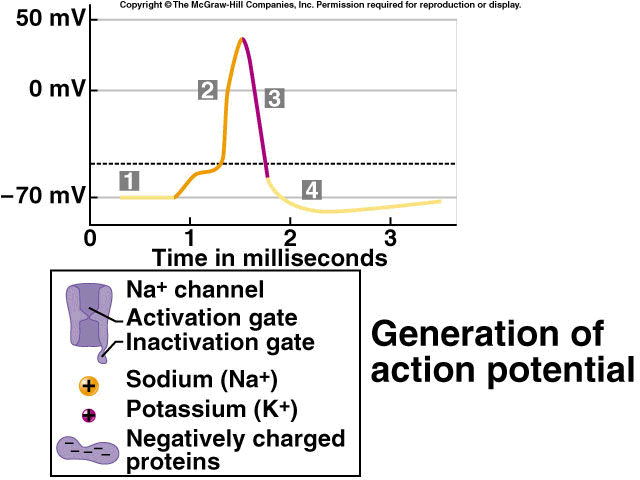 Copyright © The McGraw-Hill Companies, Inc. Permission required for reproduction or display.
50 mV
0 mV
–70 mV
1
2
3
4
0 1 2 3
Time in milliseconds
Na+ channel
Activation gate
Inactivation gate
+ Sodium (Na+)
+ Potassium (K+)
Negatively charged
proteins
Generation of
action potential